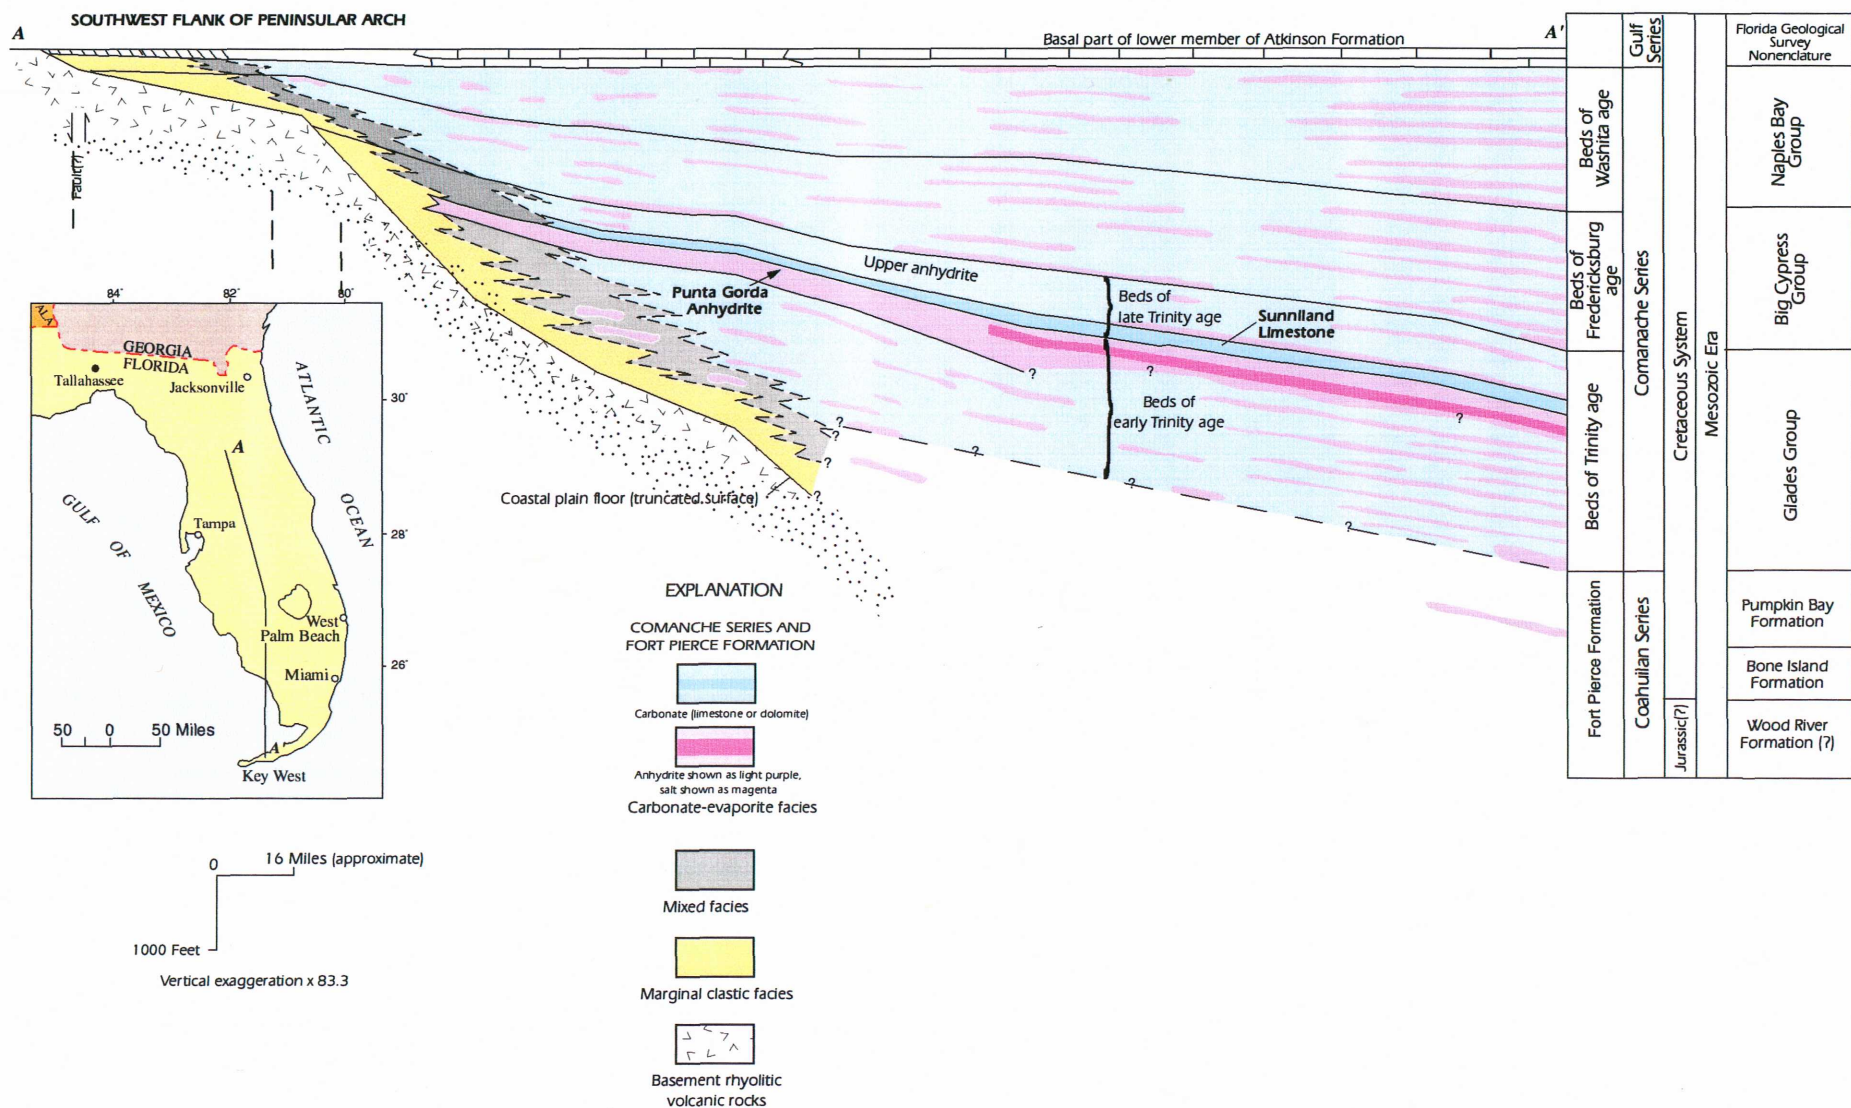 SOUTHWEST FLANK OF PENINSULAR ARCH
A
A'
Basal part of lower member of Atkinson Formation
Fault(?)
Upper anhydrite
Punta Gorda
Anhydrite
Beds of
late Trinity age
Sunniland
Limestone
Beds of
early Trinity age
?
?
?
?
?
?
?
?
?
?
Coastal plain floor (truncated surface)
Gulf
Series
Florida Geological
Survey
Nonenclature
Beds of
Washita age
Naples Bay
Group
Beds of
Fredericksburg
age
Comanache Series
Big Cypress
Group
Beds of Trinity age
Cretaceous System
Mesozoic Era
Glades Group
Fort Pierce Formation
Coahuilan Series
Pumpkin Bay
Formation
Bone Island
Formation
Jurassic(?)
Wood River
Formation (?)
84°
82°
80°
ALA
GEORGIA
FLORIDA
Tallahassee
Jacksonville
ATLANTIC
OCEAN
30°
A
GULF
OF
MEXICO
Tampa
28°
West
Palm Beach
Miami
26°
50 0 50 Miles
A'
Key West
0 16 Miles (approximate)
1000 Feet
Vertical exaggeration x 83.3
EXPLANATION
COMANCHE SERIES AND
FORT PIERCE FORMATION
Carbonate (limestone or dolomite)
Anhydrite shown as light purple,
salt shown as magenta
Carbonate-evaporite facies
Mixed facies
Marginal clastic facies
Basement rhyolitic
volcanic rocks